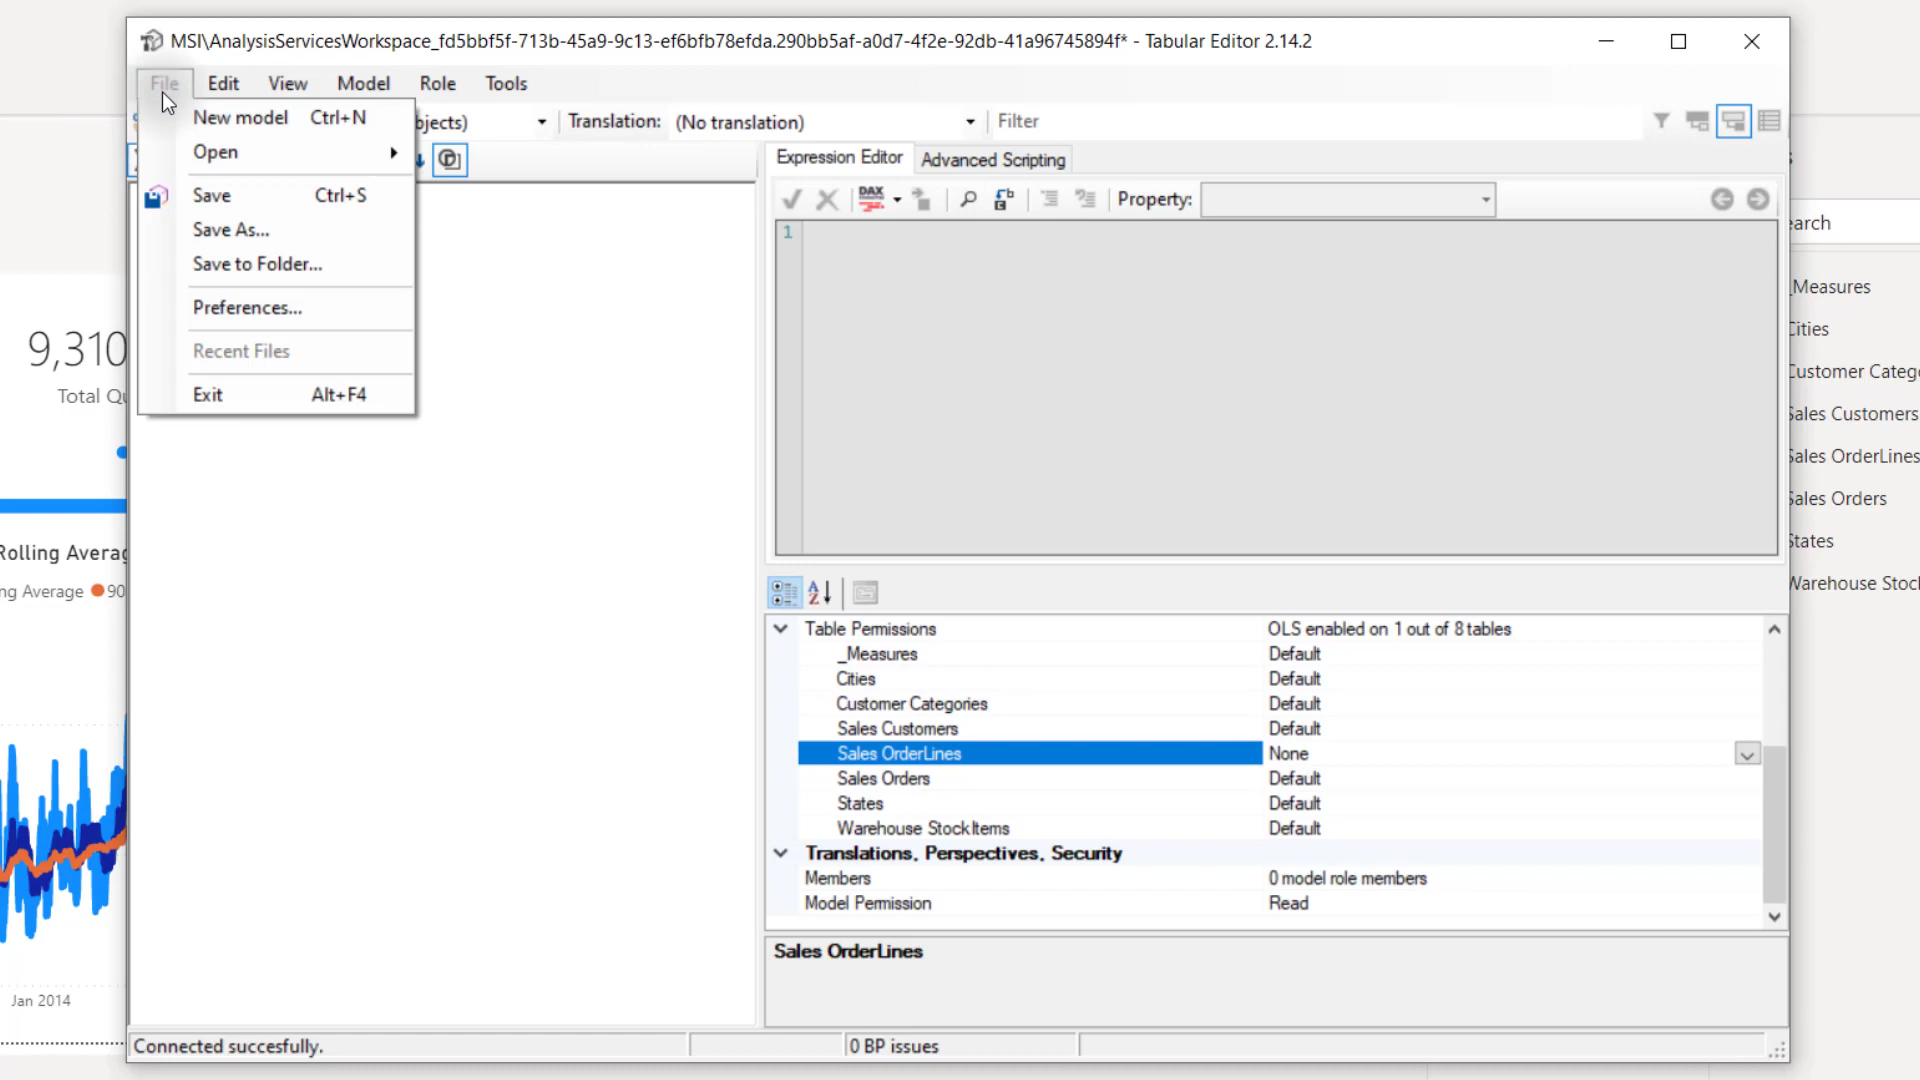 MSI\AnalysisServicesWorkspace_fd5bbf5f-713b-45a9-9c13-ef6bfb78efda.290bb5af-a0d7-4f2e-92db-41a96745894f* - Tabular Editor 2.14.2
File Edit View Model Role Tools
New model Ctrl+N
Open
Save Ctrl+S
Save As...
Save to Folder...
Preferences...
Recent Files
Exit Alt+F4
bjects) Translation: (No translation) Filter
Expression Editor Advanced Scripting
DAX Property:
1
Table Permissions OLS enabled on 1 out of 8 tables
_Measures Default
Cities Default
Customer Categories Default
Sales Customers Default
Sales OrderLines None
Sales Orders Default
States Default
Warehouse StockItems Default
Translations, Perspectives, Security
Members 0 model role members
Model Permission Read
Sales OrderLines
Connected succesfully. 0 BP issues
9,310
Total Qu
Rolling Averag
ng Average 90
Jan 2014
earch
_Measures
Cities
Customer Catego
Sales Customers
Sales OrderLines
Sales Orders
States
Warehouse Stock